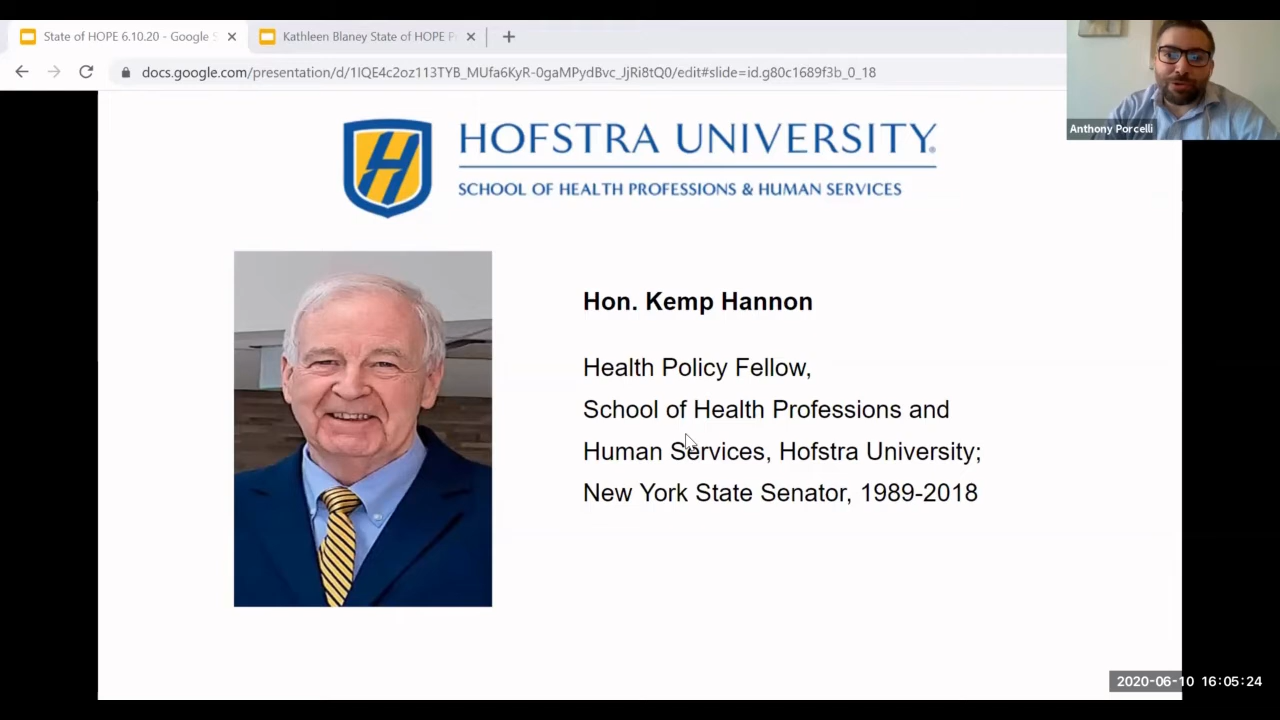 State of HOPE 6.10.20 - Google S
Kathleen Blaney State of HOPE P
docs.google.com/presentation/d/1IQE4c2oz113TYB_MUfa6KyR-0gaMPydBvc_JjRi8tQ0/edit#slide=id.g80c1689f3b_0_18
Anthony Porcelli
H
HOFSTRA UNIVERSITY®
SCHOOL OF HEALTH PROFESSIONS & HUMAN SERVICES
Hon. Kemp Hannon
Health Policy Fellow,
School of Health Professions and
Human Services, Hofstra University;
New York State Senator, 1989-2018
2020-06-10 16:05:24